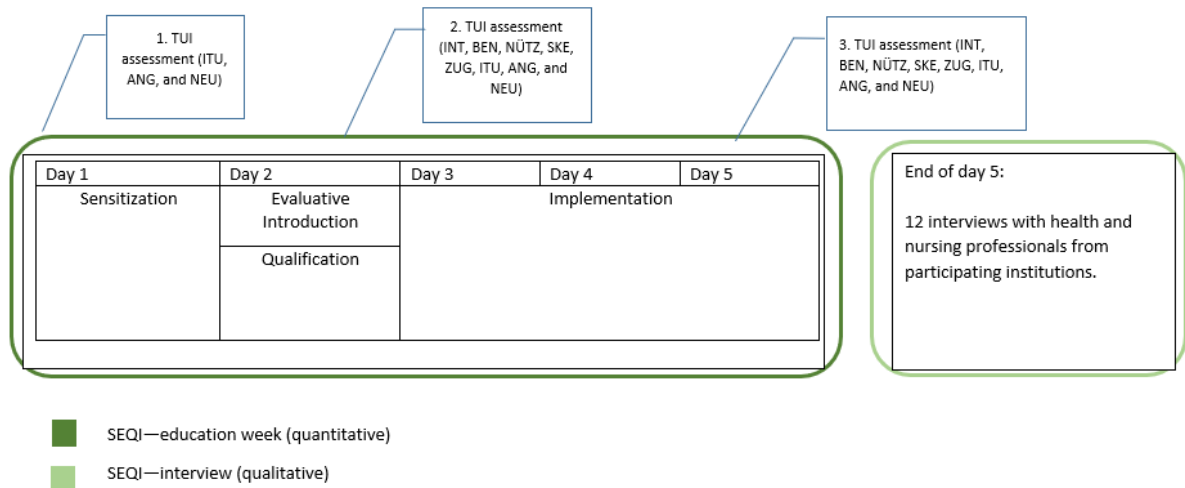 1. TUI
assessment (ITU,
ANG, and NEU)
2. TUI assessment
(INT, BEN, NÜTZ, SKE,
ZUG, ITU, ANG, and
NEU)
3. TUI assessment (INT,
BEN, NÜTZ, SKE, ZUG, ITU,
ANG, and NEU)
Day 1
Day 2
Day 3
Day 4
Day 5
Sensitization
Evaluative
Introduction
Qualification
Implementation
End of day 5:
12 interviews with health and
nursing professionals from
participating institutions.
SEQI—education week (quantitative)
SEQI—interview (qualitative)